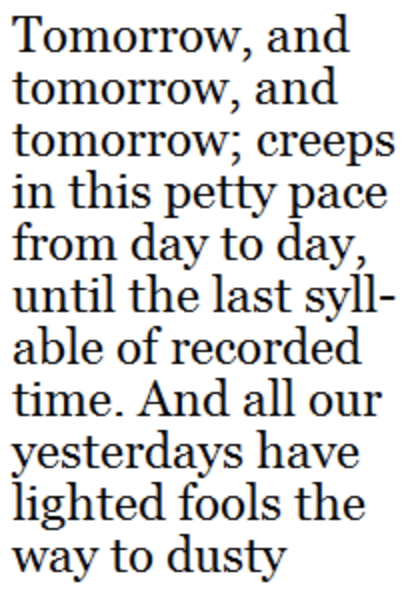 Tomorrow, and
tomorrow, and
tomorrow; creeps
in this petty pace
from day to day,
until the last syll-
able of recorded
time. And all our
yesterdays have
lighted fools the
way to dusty